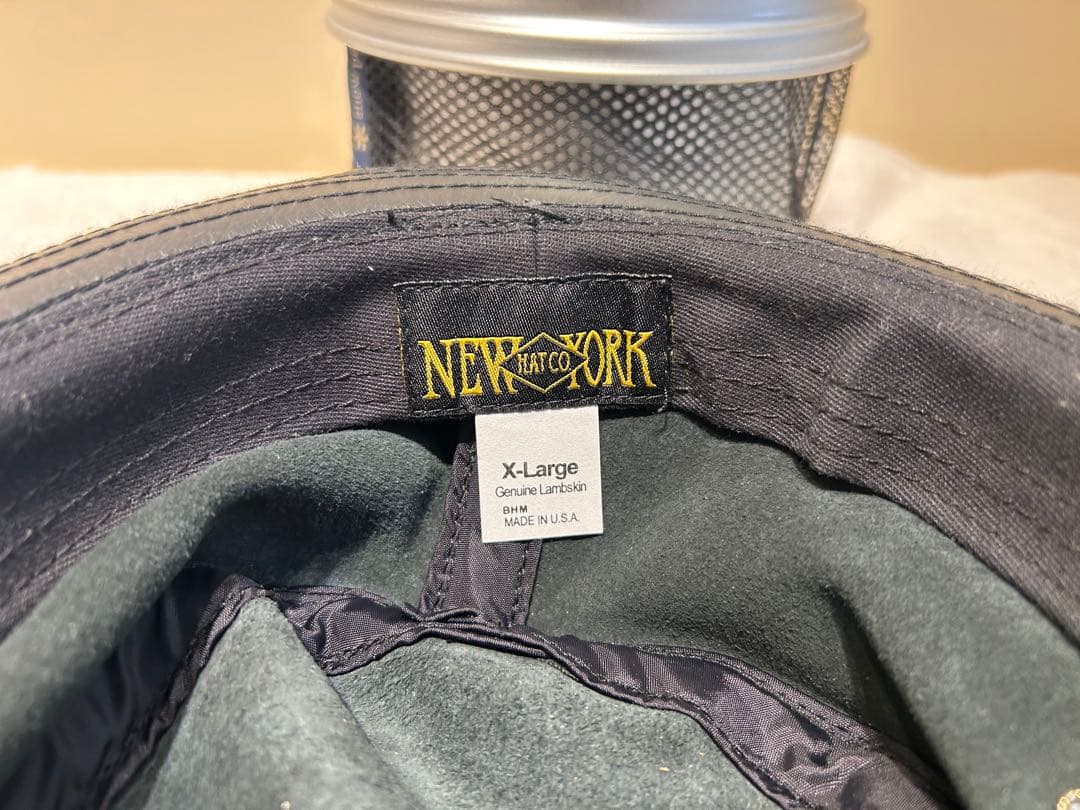 NEW HAT CO. YORK
X-Large
Genuine Lambskin
BHM
MADE IN U.S.A.